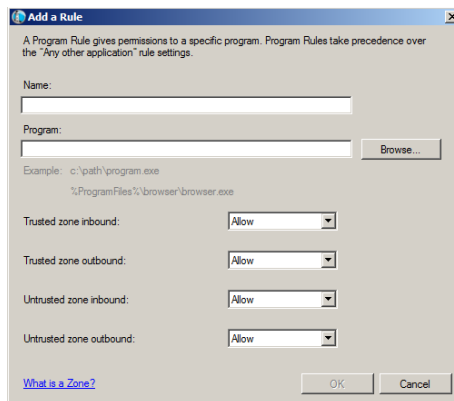 Add a Rule
A Program Rule gives permissions to a specific program. Program Rules take precedence over
the "Any other application" rule settings.
Name:
Program:
Browse...
Example: c:\path\program.exe
%ProgramFiles%\browser\browser.exe
Trusted zone inbound: Allow
Trusted zone outbound: Allow
Untrusted zone inbound: Allow
Untrusted zone outbound: Allow
What is a Zone? OK Cancel